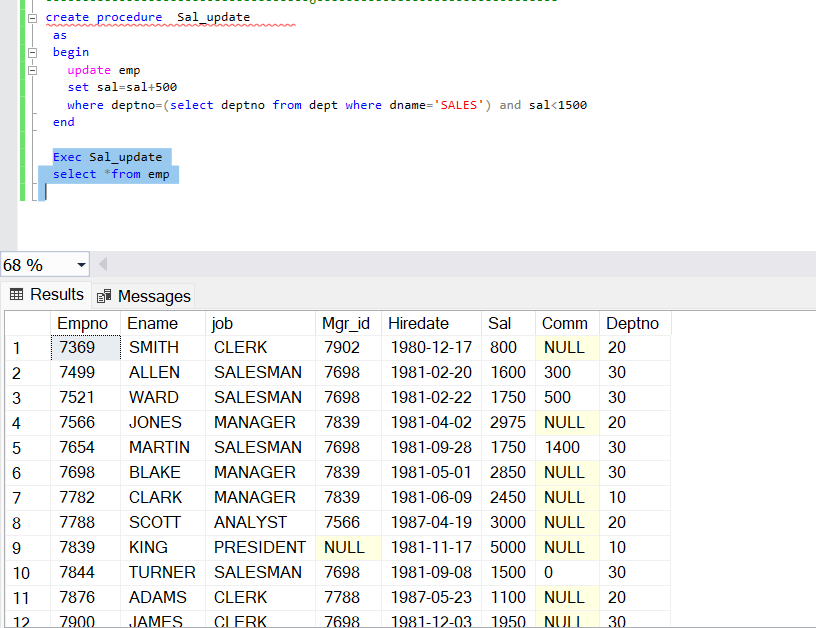 create procedure  Sal_update
as
begin
update emp
set sal=sal+500
where deptno=(select deptno from dept where dname='SALES') and sal<1500
end
Exec Sal_update
select *from emp
68 %
Results Messages
Empno Ename job Mgr_id Hiredate Sal Comm Deptno
1 7369 SMITH CLERK 7902 1980-12-17 800 NULL 20
2 7499 ALLEN SALESMAN 7698 1981-02-20 1600 300 30
3 7521 WARD SALESMAN 7698 1981-02-22 1750 500 30
4 7566 JONES MANAGER 7839 1981-04-02 2975 NULL 20
5 7654 MARTIN SALESMAN 7698 1981-09-28 1750 1400 30
6 7698 BLAKE MANAGER 7839 1981-05-01 2850 NULL 30
7 7782 CLARK MANAGER 7839 1981-06-09 2450 NULL 10
8 7788 SCOTT ANALYST 7566 1987-04-19 3000 NULL 20
9 7839 KING PRESIDENT NULL 1981-11-17 5000 NULL 10
10 7844 TURNER SALESMAN 7698 1981-09-08 1500 0 30
11 7876 ADAMS CLERK 7788 1987-05-23 1100 NULL 20
12 7900 JAMES CLERK 7698 1981-12-03 1950 NULL 30